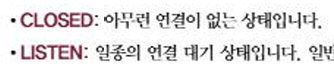 • CLOSED: 아무런 연결이 없는 상태입니다.
• LISTEN: 일종의 연결 대기 상태입니다. 일반